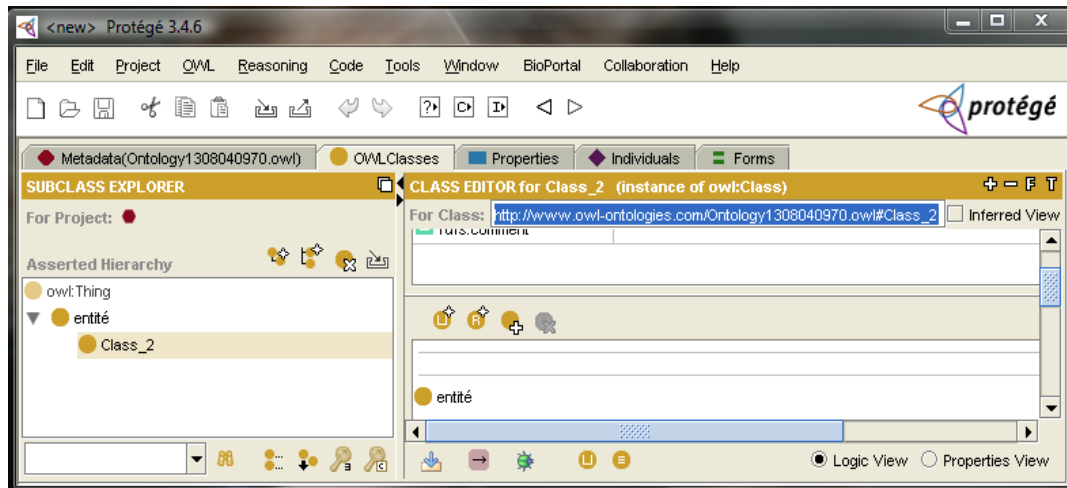 <new> Protégé 3.4.6
File Edit Project OWL Reasoning Code Tools Window BioPortal Collaboration Help
protégé
Metadata(Ontology1308040970.owl) OWLClasses Properties Individuals Forms
SUBCLASS EXPLORER
CLASS EDITOR for Class_2 (instance of owl:Class)
For Project:
For Class: http://www.owl-ontologies.com/Ontology1308040970.owl#Class_2 Inferred View
rdfs:comment
Asserted Hierarchy
owl:Thing
entité
Class_2
entité
Logic View Properties View